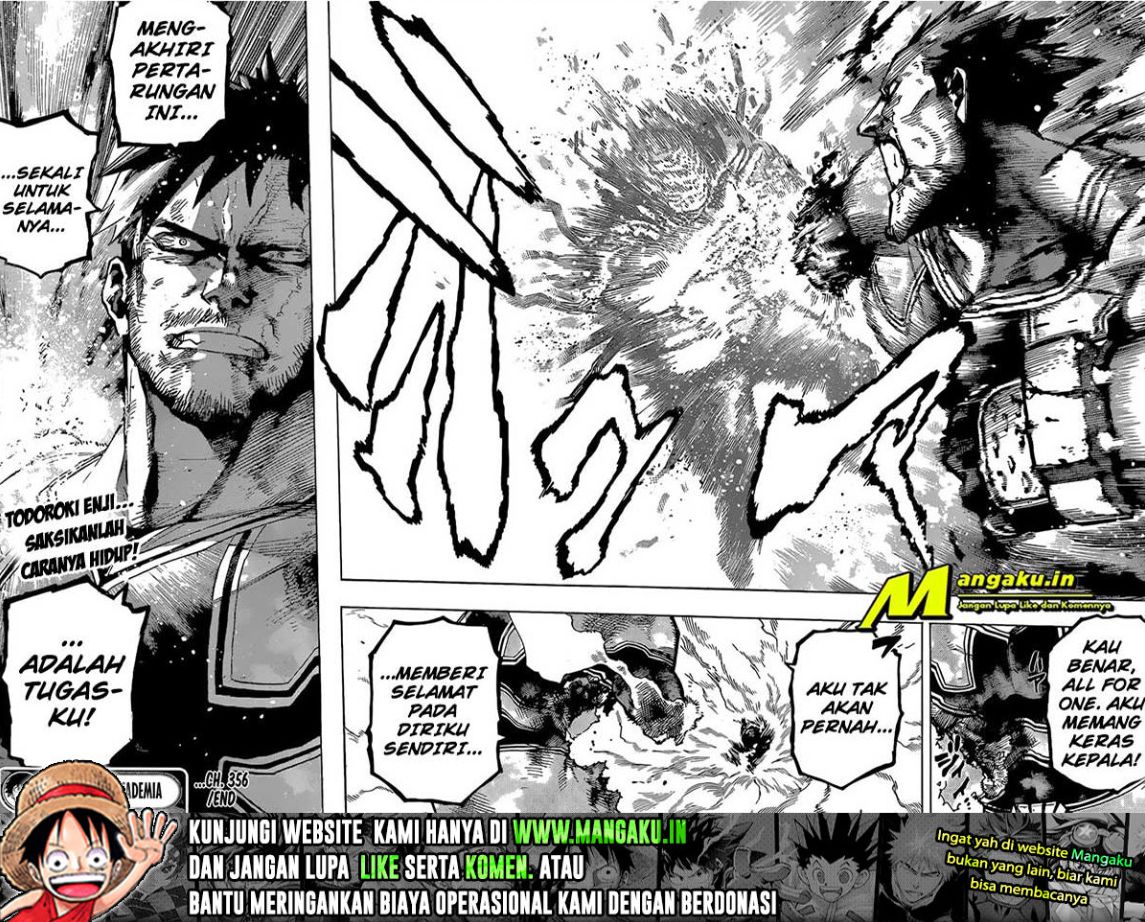 Mangaku.in
Jangan Lupa Like dan Komennya
KAU
BENAR,
ALL FOR
ONE. AKU
MEMANG
KERAS
KEPALA!
AKU TAK
AKAN
PERNAH...
...MEMBERI
SELAMAT
PADA
DIRIKU
SENDIRI...
MENG-
AKHIRI
PERTA-
RUNGAN
INI...
...SEKALI
UNTUK
SELAMA-
NYA...
TODOROKI ENJI...
SAKSIKANLAH
CARANYA HIDUP!
...
ADALAH
TUGAS-
KU!
ADEMIA
...CH. 356
/END
KUNJUNGI WEBSITE KAMI HANYA DI WWW.MANGAKU.IN
DAN JANGAN LUPA LIKE SERTA KOMEN. ATAU
BANTU MERINGANKAN BIAYA OPERASIONAL KAMI DENGAN BERDONASI
Ingat yah di website Mangaku
bukan yang lain, biar kami
bisa membacanya